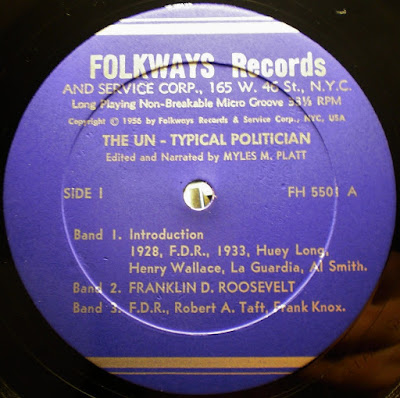 FOLKWAYS Records
AND SERVICE CORP., 165 W. 46 St., N.Y.C.
Long Playing Non-Breakable Micro Groove 33⅓ RPM
Copyright © 1956 by Folkways Records & Service Corp., NYC, USA
THE UN - TYPICAL POLITICIAN
Edited and Narrated by MYLES M. PLATT
SIDE I FH 5501 A
Band 1. Introduction
1928, F.D.R., 1933, Huey Long,
Henry Wallace, La Guardia, Al Smith.
Band 2. FRANKLIN D. ROOSEVELT
Band 3. F.D.R., Robert A. Taft, Frank Knox.